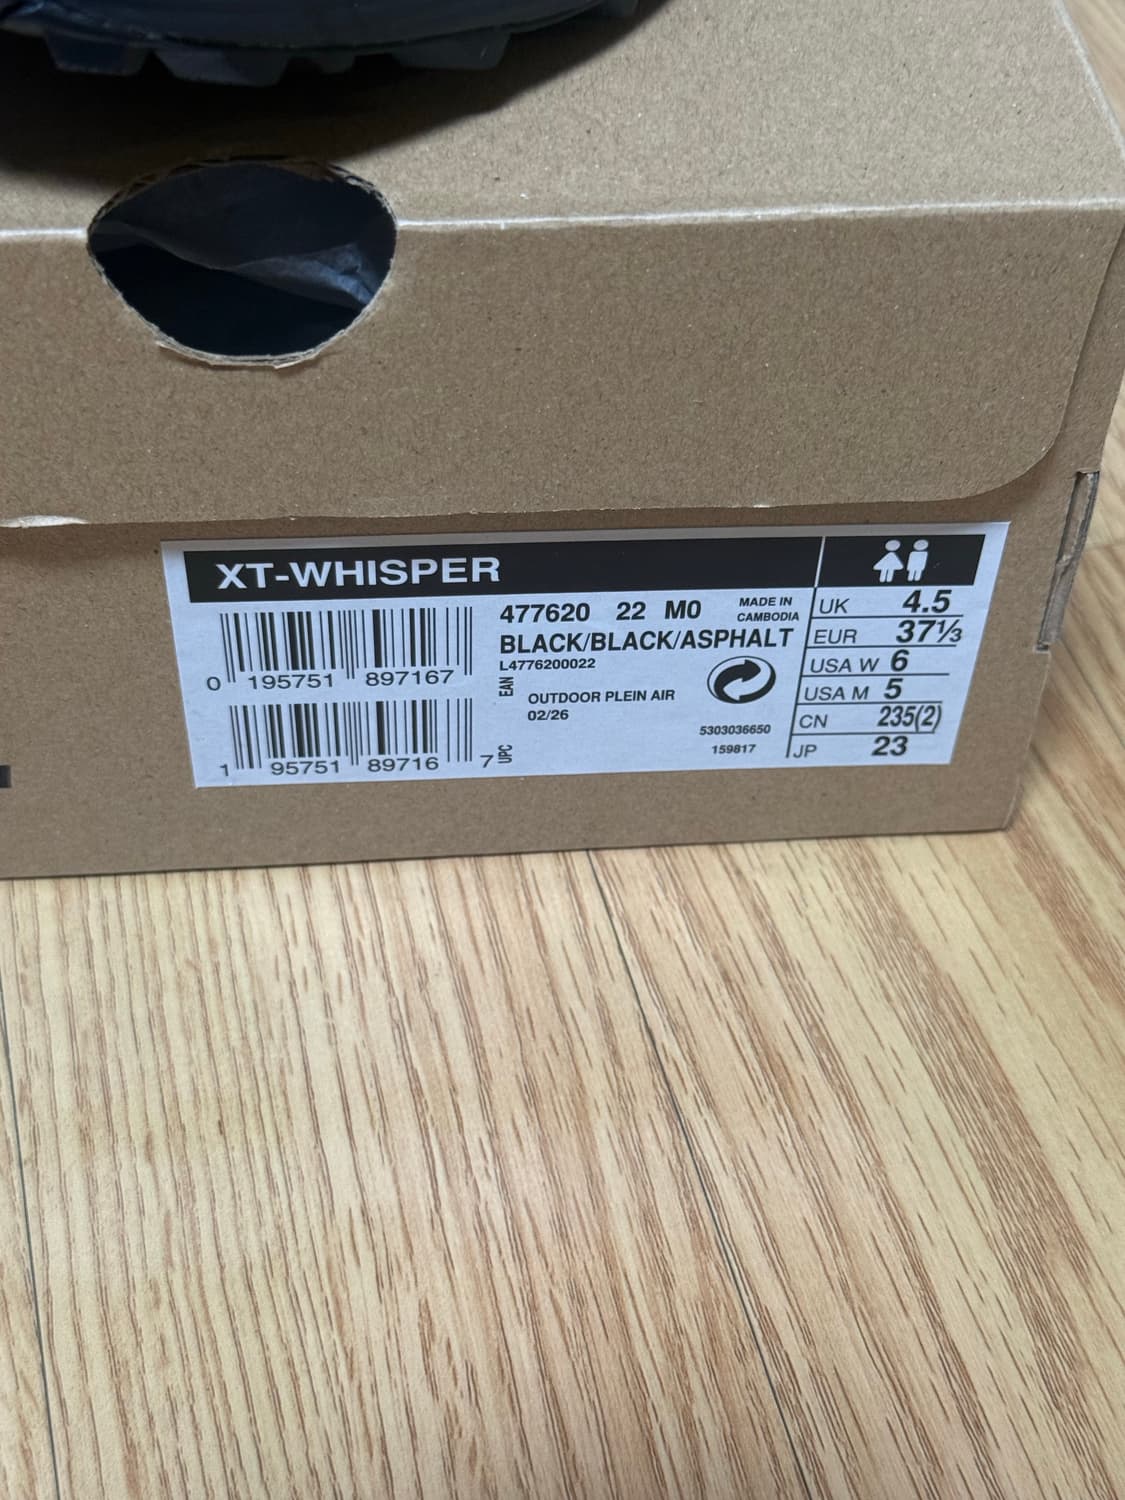 XT-WHISPER
0 195751 897167
EAN
1 95751 89716 7
UPC
477620 22 M0
MADE IN
CAMBODIA
BLACK/BLACK/ASPHALT
L4776200022
OUTDOOR PLEIN AIR
02/26
5303036650
159817
UK 4.5
EUR 37⅓
USA W 6
USA M 5
CN 235(2)
JP 23